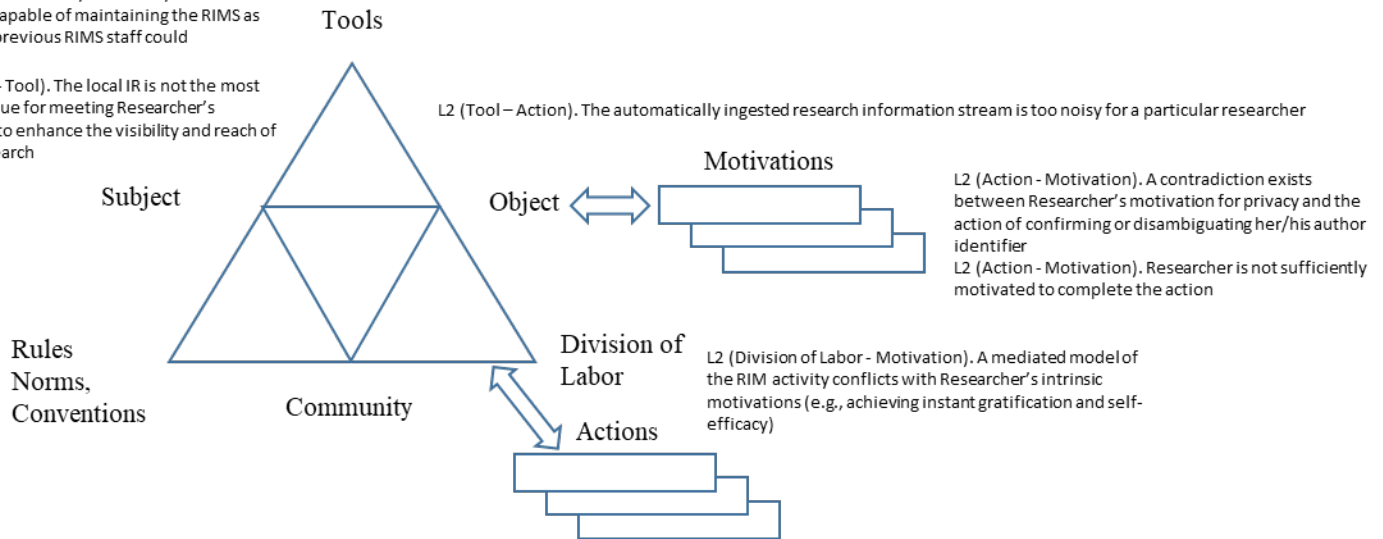 capable of maintaining the RIMS as
previous RIMS staff could
Tools
- Tool). The local IR is not the most
ue for meeting Researcher's
to enhance the visibility and reach of
earch
L2 (Tool – Action). The automatically ingested research information stream is too noisy for a particular researcher
Motivations
Subject
Object
L2 (Action - Motivation). A contradiction exists
between Researcher's motivation for privacy and the
action of confirming or disambiguating her/his author
identifier
L2 (Action - Motivation). Researcher is not sufficiently
motivated to complete the action
Rules
Norms,
Conventions
Community
Division of
Labor
L2 (Division of Labor - Motivation). A mediated model of
the RIM activity conflicts with Researcher's intrinsic
motivations (e.g., achieving instant gratification and self-
efficacy)
Actions